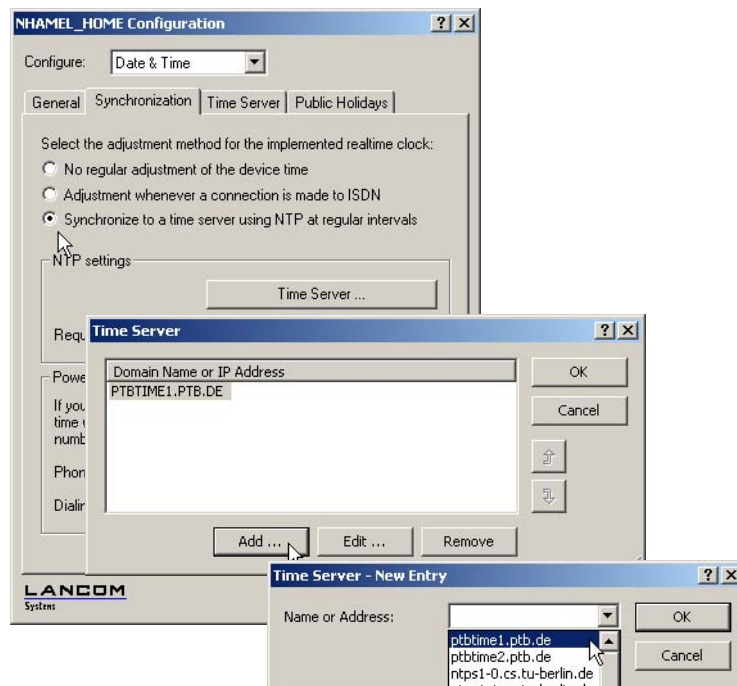 NHAMEL_HOME Configuration
Configure: Date & Time
General Synchronization Time Server Public Holidays
Select the adjustment method for the implemented realtime clock:
No regular adjustment of the device time
Adjustment whenever a connection is made to ISDN
Synchronize to a time server using NTP at regular intervals
NTP settings
Time Server ...
Time Server
Domain Name or IP Address
PTBTIME1.PTB.DE
OK
Cancel
If you
time
Add ... Edit ... Remove
LANCOM
Systems
Time Server - New Entry
Name or Address:
OK
Cancel
ptbtime1.ptb.de
ptbtime2.ptb.de
ntps1-0.cs.tu-berlin.de